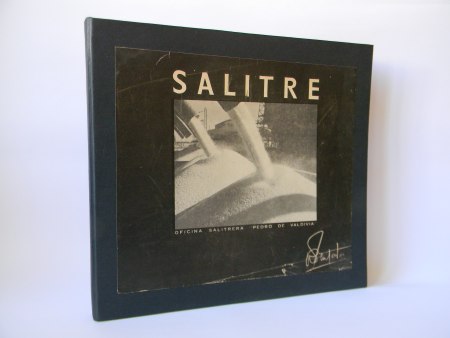 SALITRE
OFICINA SALITRERA PEDRO DE VALDIVIA